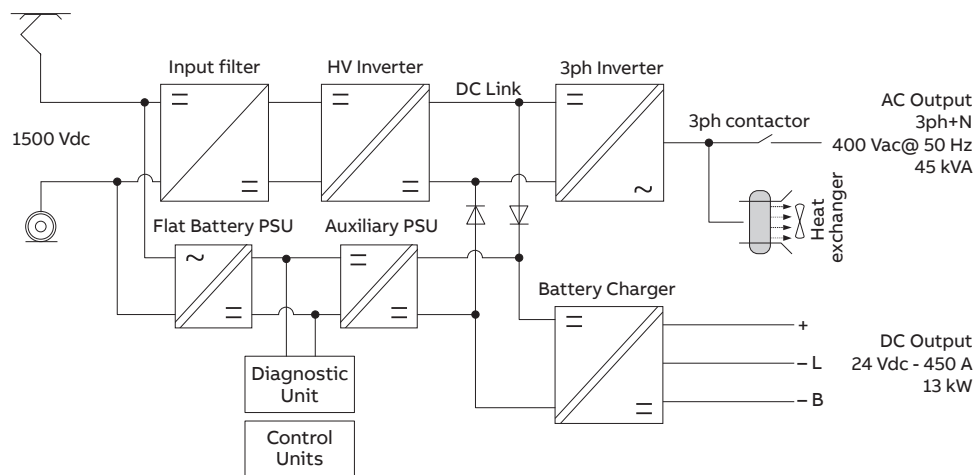 Input filter
HV Inverter
3ph Inverter
DC Link
AC Output
3ph+N
400 Vac@ 50 Hz
45 kVA
3ph contactor
1500 Vdc
Heat
exchanger
Flat Battery PSU
Auxiliary PSU
Battery Charger
+
– L
– B
DC Output
24 Vdc - 450 A
13 kW
Diagnostic
Unit
Control
Units